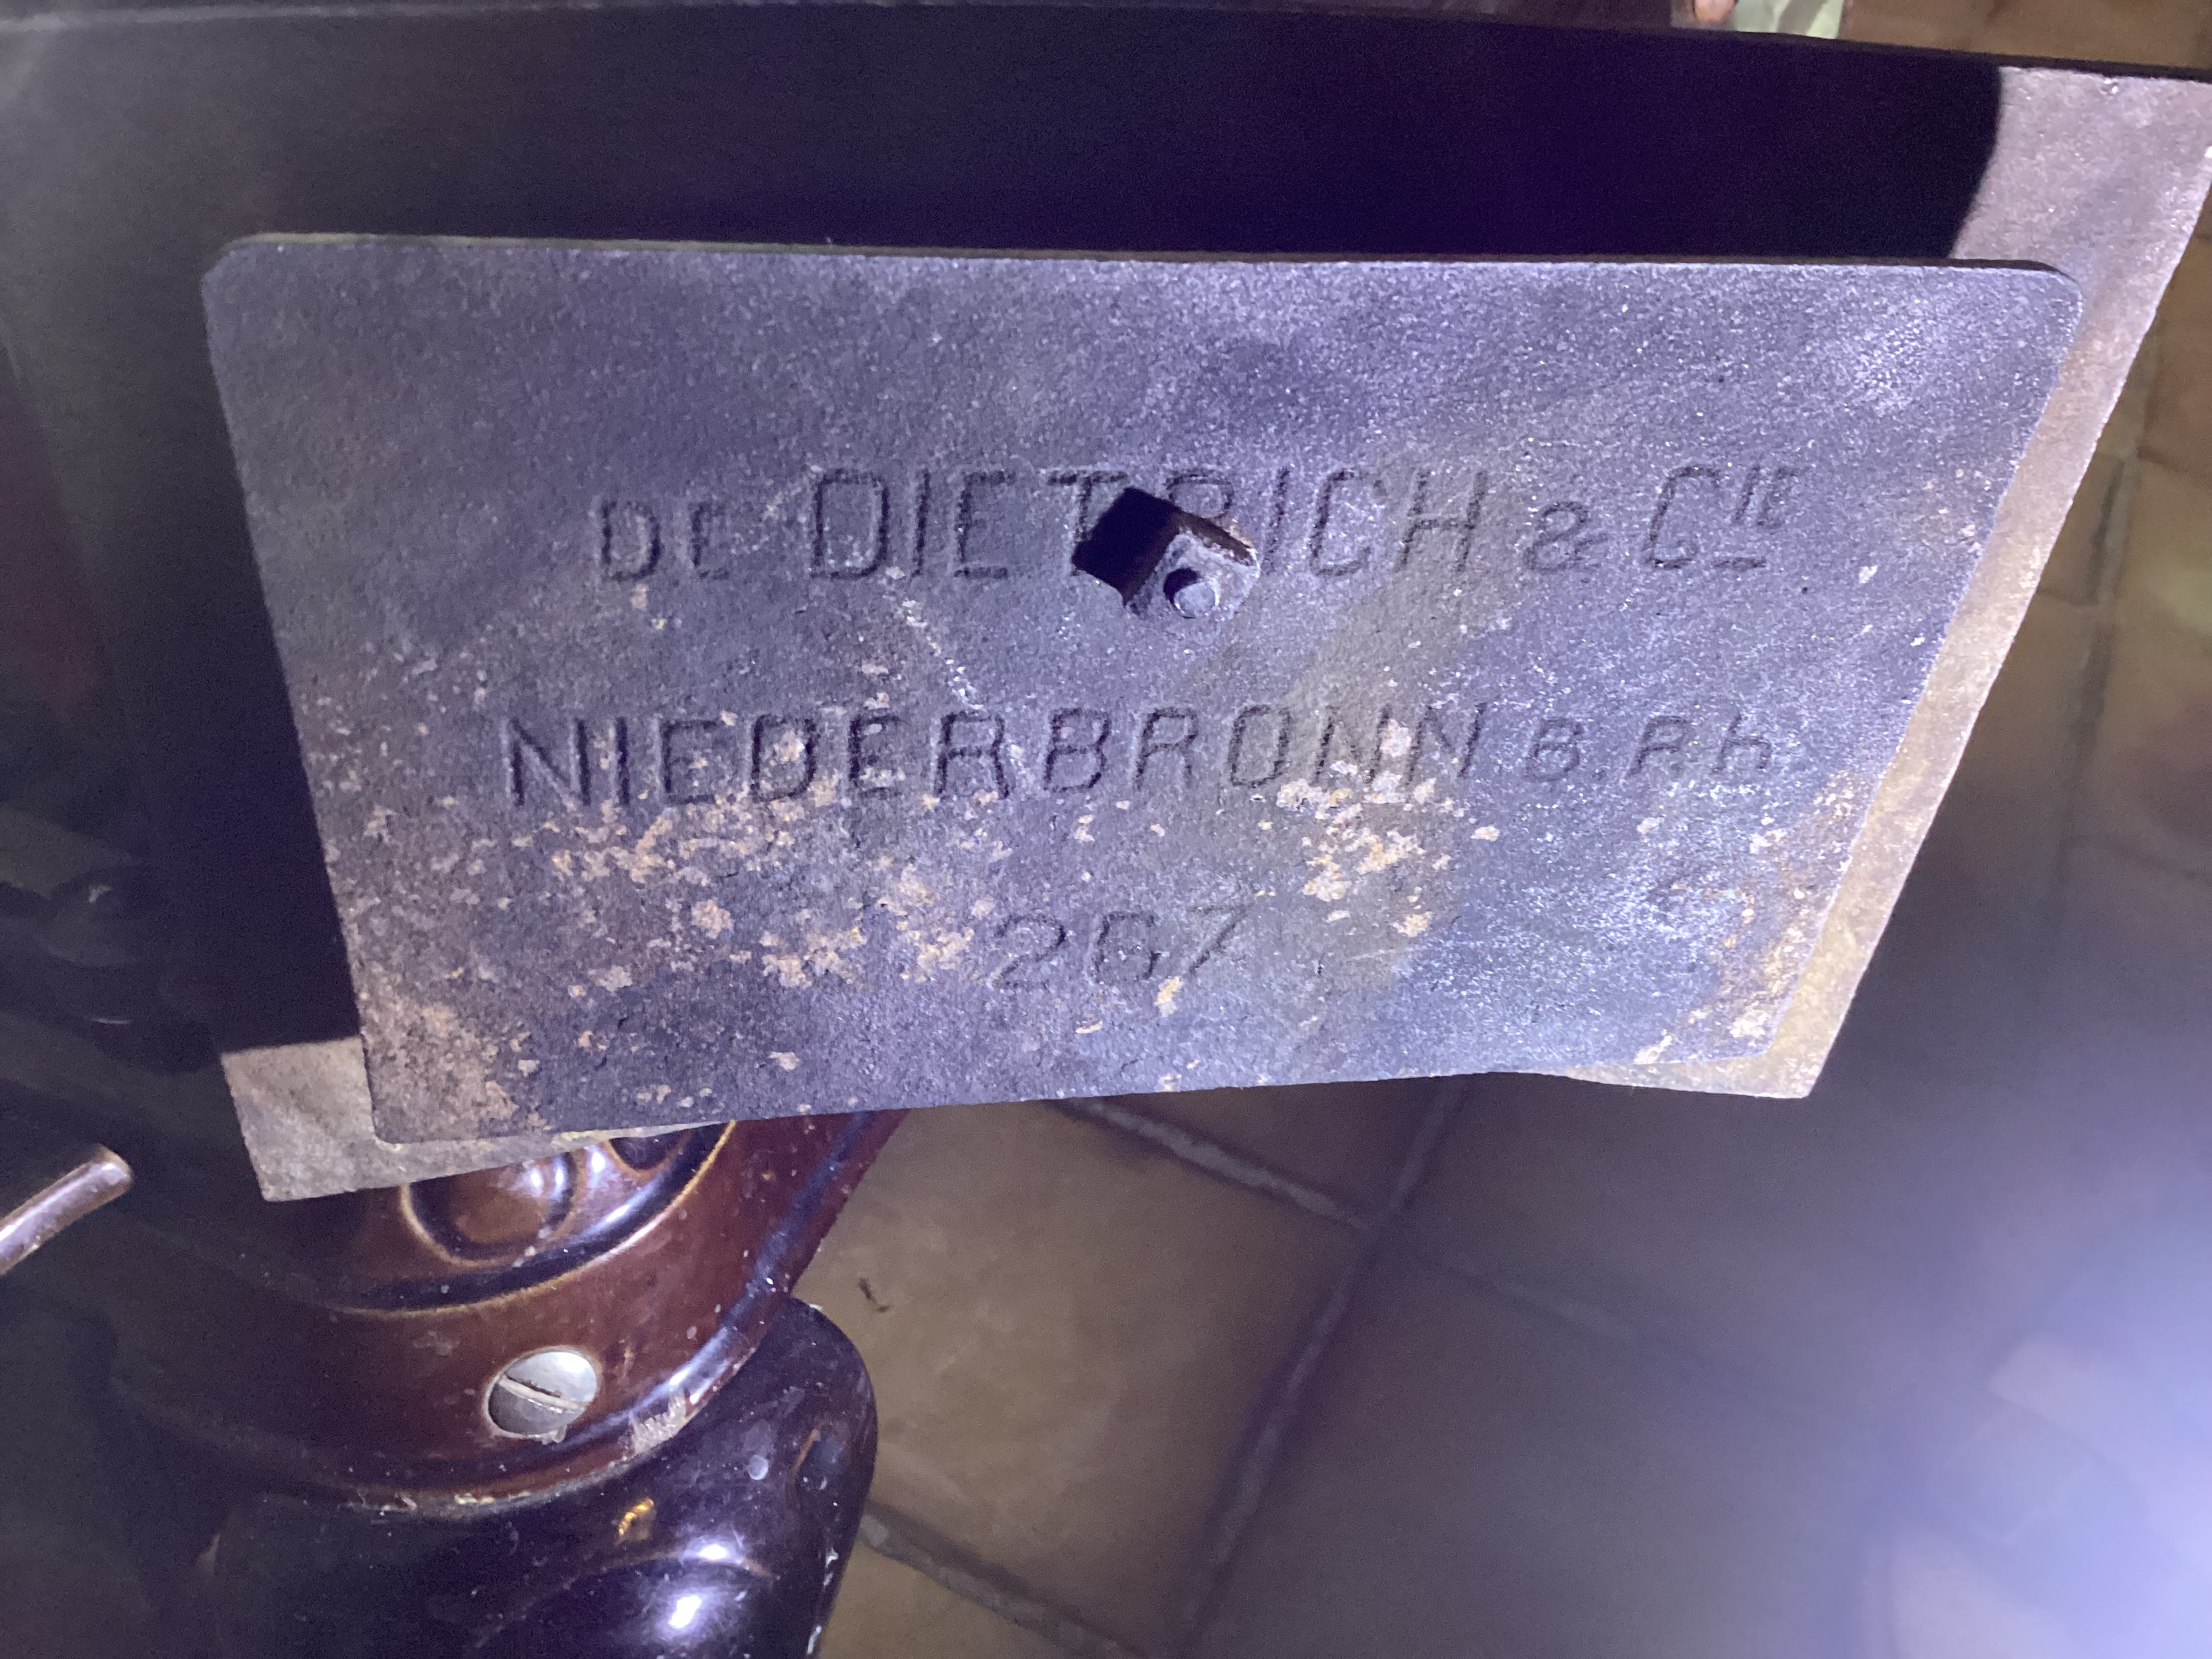 DE DIETRICH & CIE
NIEDERBRONN B. Rh
267